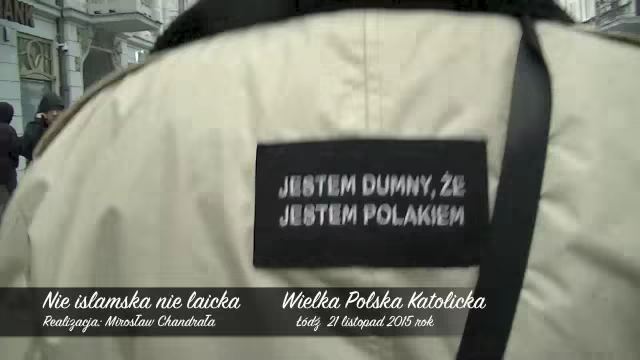 ANK
JESTEM DUMNY, ŻE
JESTEM POLAKIEM
Nie islamska nie laicka Wielka Polska Katolicka
Realizacja: Mirosław Chandrała Łódź 21 listopad 2015 rok